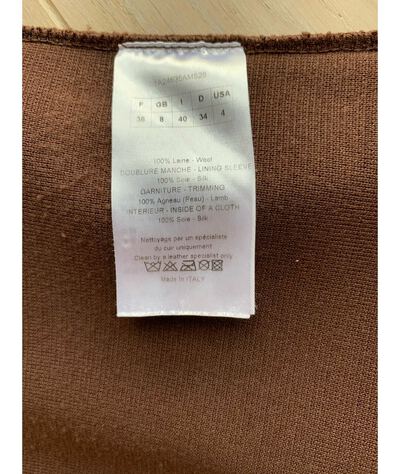 F GB I D USA
36 8 40 34 4
100% Laine - Wool
DOUBLURE MANCHE - LINING SLEEVE
100% Soie - Silk
GARNITURE - TRIMMING
100% Agneau (Peau) - Lamb
INTERIEUR - INSIDE OF A CLOTH
100% Soie - Silk
Nettoyage par un spécialiste
du cuir uniquement
Clean by a leather specialist only
Made in ITALY